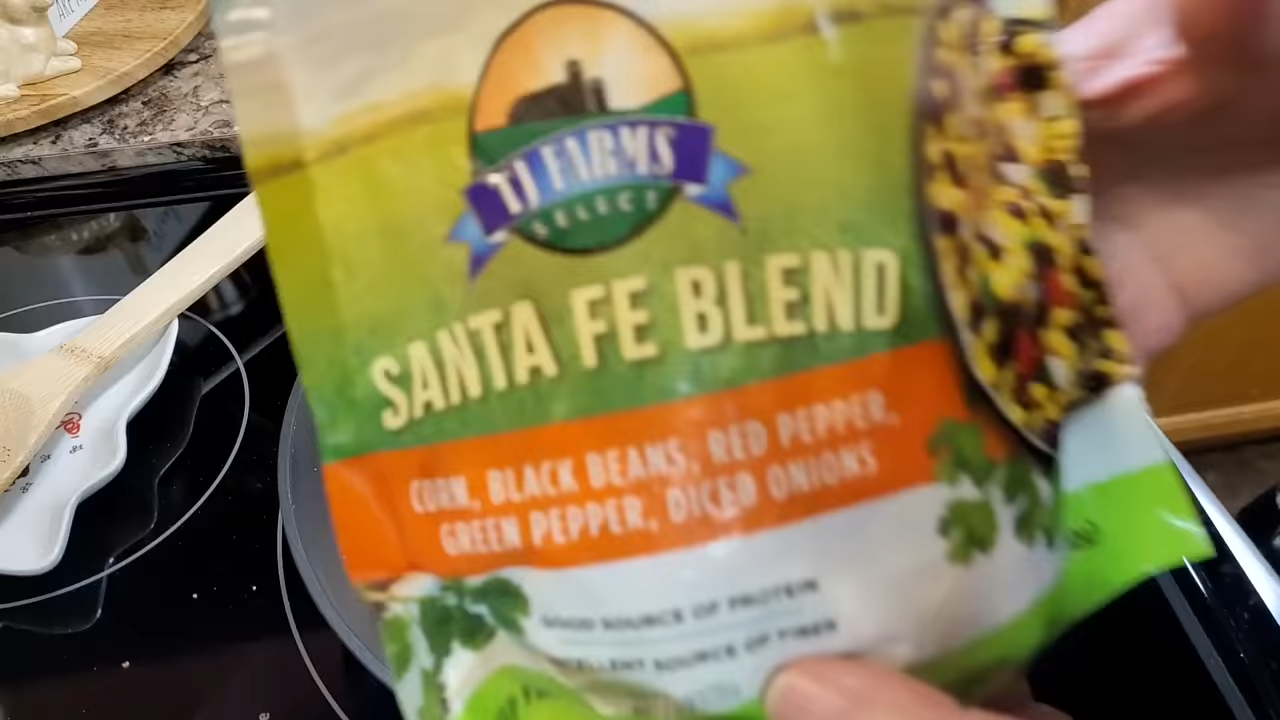 TJ FARMS
SELECT
SANTA FE BLEND
CORN, BLACK BEANS, RED PEPPER,
GREEN PEPPER, DICED ONIONS
GOOD SOURCE OF PROTEIN
EXCELLENT SOURCE OF FIBER